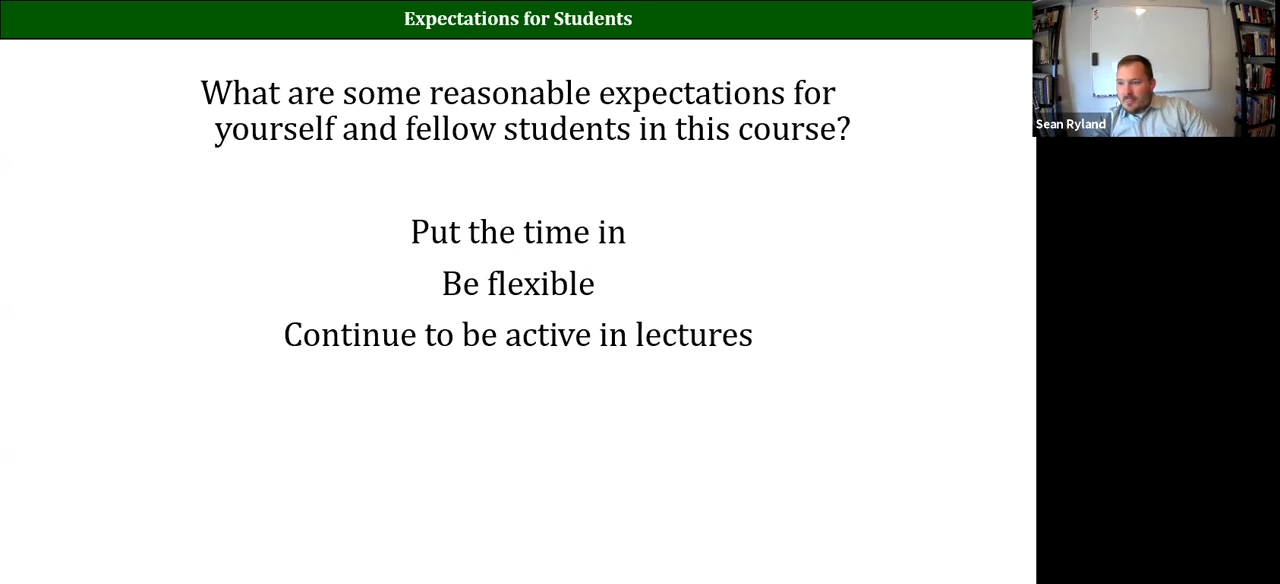 Expectations for Students
What are some reasonable expectations for
yourself and fellow students in this course?
Put the time in
Be flexible
Continue to be active in lectures
Sean Ryland